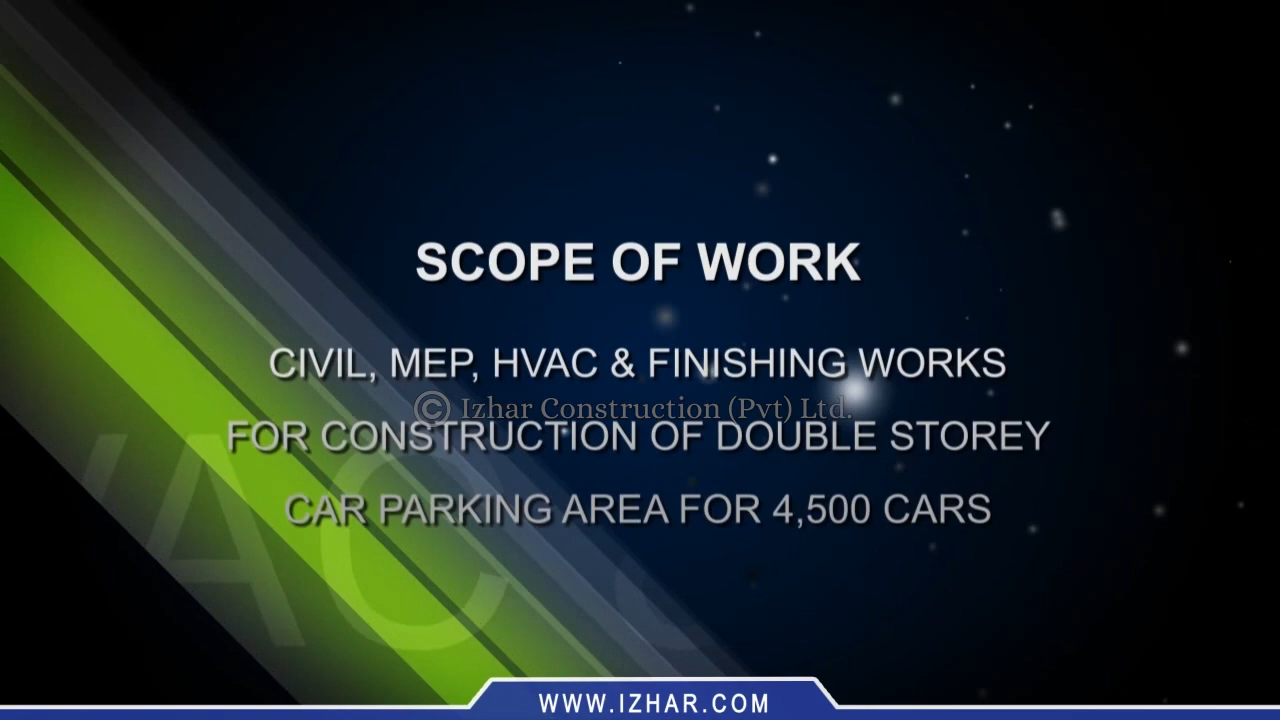 SCOPE OF WORK
CIVIL, MEP, HVAC & FINISHING WORKS
© Izhar Construction (Pvt) Ltd.
FOR CONSTRUCTION OF DOUBLE STOREY
CAR PARKING AREA FOR 4,500 CARS
WWW.IZHAR.COM